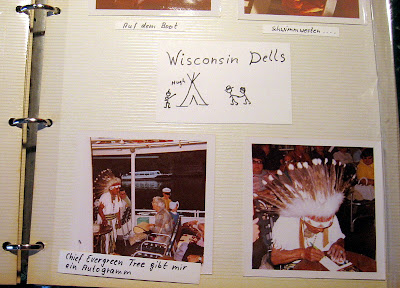 Auf dem Boot
Schwimmwesten....
Wisconsin Dells
Hugh
Chief Evergreen Tree gibt mir
ein Autogramm